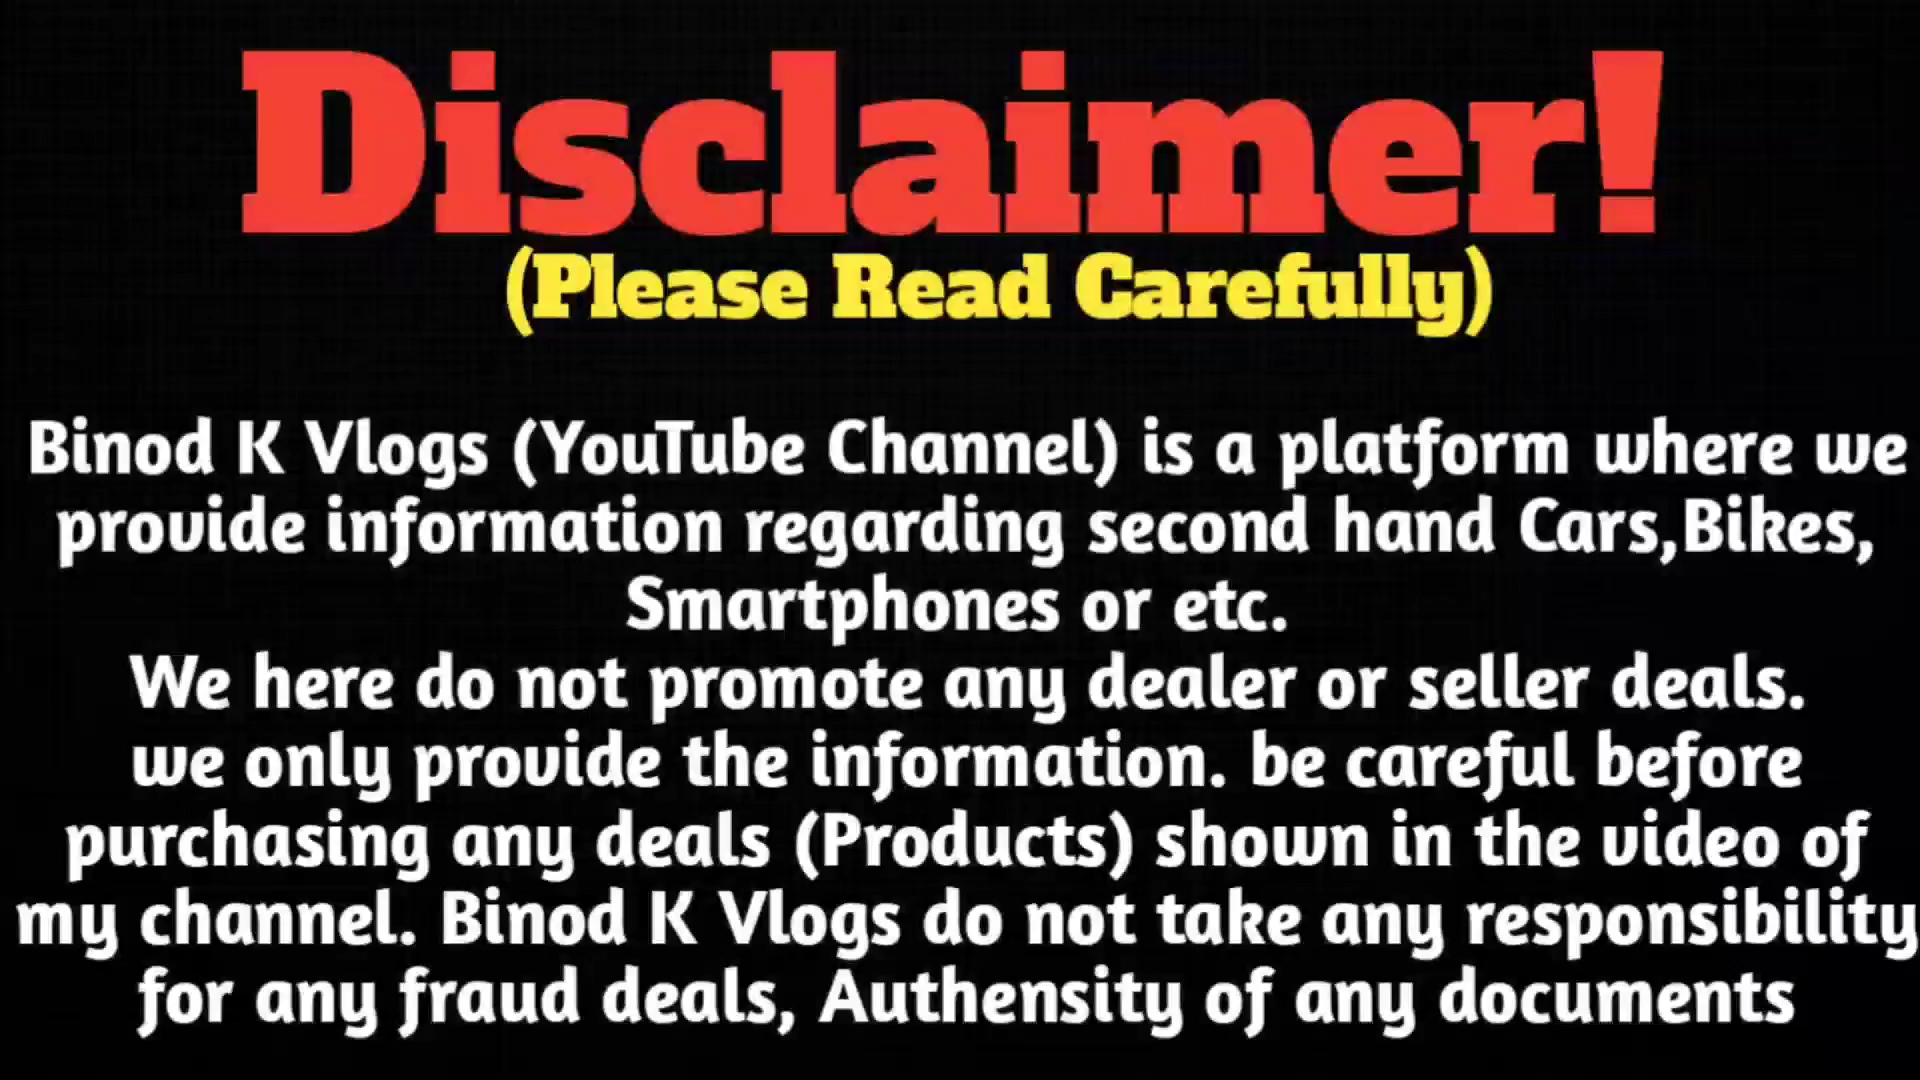 Disclaimer!
(Please Read Carefully)
Binod K Vlogs (YouTube Channel) is a platform where we
provide information regarding second hand Cars,Bikes,
Smartphones or etc.
We here do not promote any dealer or seller deals.
we only provide the information. be careful before
purchasing any deals (Products) shown in the video of
my channel. Binod K Vlogs do not take any responsibility
for any fraud deals, Authensity of any documents